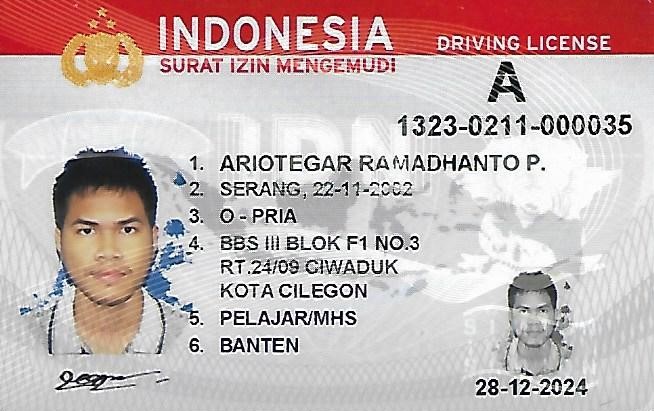 INDONESIA
SURAT IZIN MENGEMUDI
DRIVING LICENSE
A
1323-0211-000035
1. ARIOTEGAR RAMADHANTO P.
2. SERANG, 22-11-2002
3. O - PRIA
4. BBS III BLOK F1 NO.3
RT.24/09 CIWADUK
KOTA CILEGON
5. PELAJAR/MHS
6. BANTEN
28-12-2024